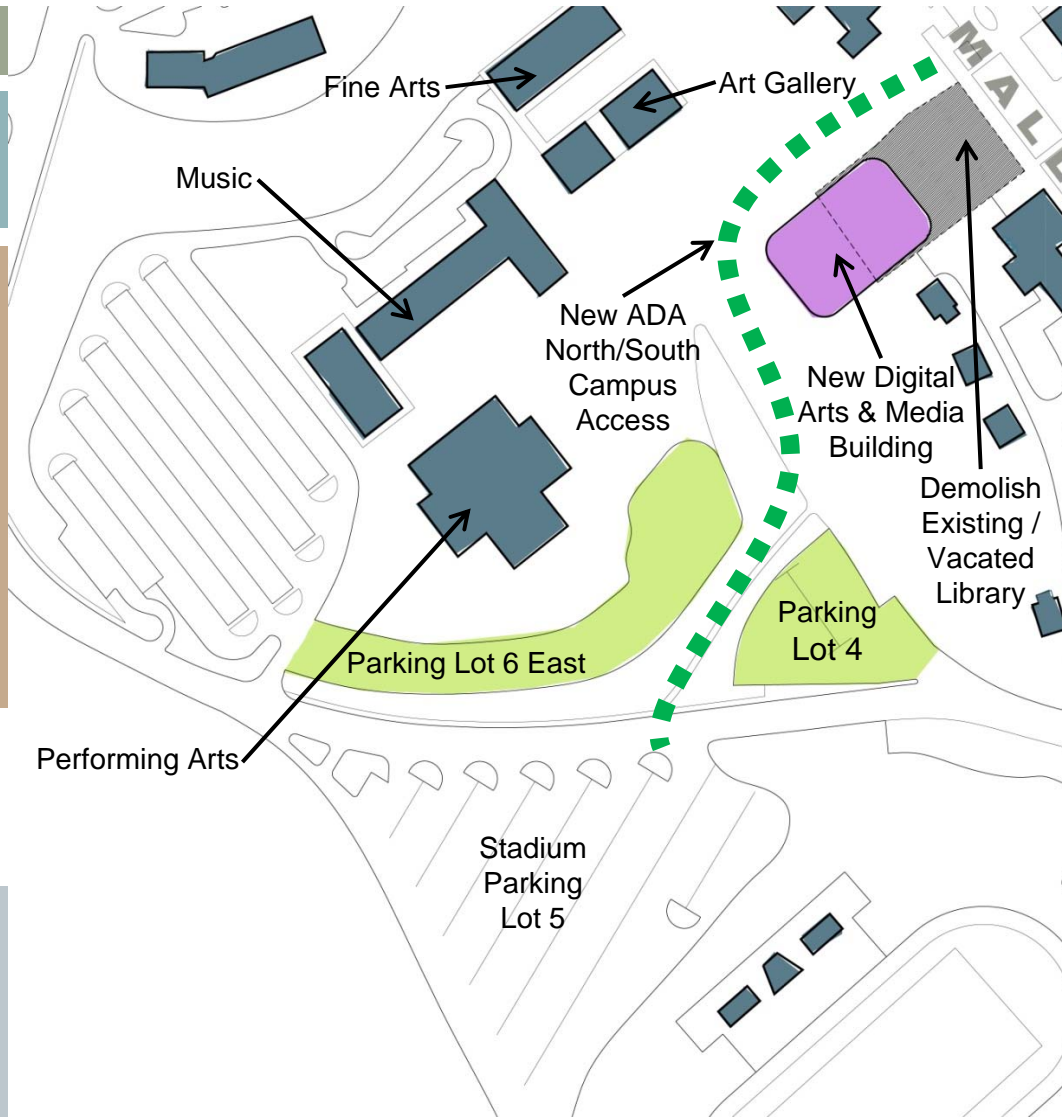 MALL
Fine Arts
Art Gallery
Music
New ADA
North/South
Campus
Access
New Digital
Arts & Media
Building
Demolish
Existing /
Vacated
Library
Parking
Lot 4
Parking Lot 6 East
Performing Arts
Stadium
Parking
Lot 5